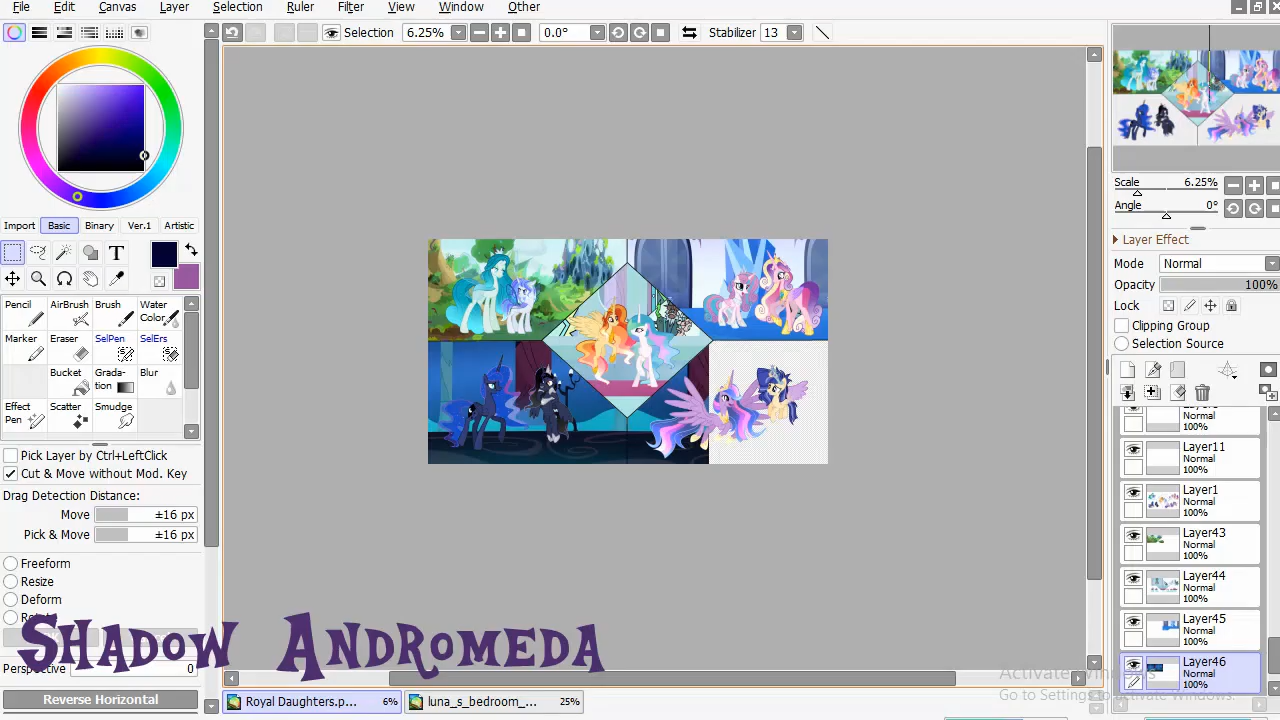 File Edit Canvas Layer Selection Ruler Filter View Window Other
Selection 6.25% 0.0° Stabilizer 13
Scale 6.25%
Angle 0°
Import Basic Binary Ver.1 Artistic
Layer Effect
Mode Normal
Opacity 100%
Lock
Pencil AirBrush Brush Water Color
Clipping Group
Marker Eraser SelPen SelErs
Selection Source
Bucket Gradation Blur
Effect Pen Scatter Smudge
Layer11
Normal
100%
Pick Layer by Ctrl+LeftClick
Cut & Move without Mod. Key
Layer1
Normal
100%
Drag Detection Distance:
Move ±16 px
Pick & Move ±16 px
Layer43
Normal
100%
Freeform
Resize
Deform
Layer44
Normal
100%
Layer45
Normal
100%
Shadow Andromeda
Layer46
Normal
100%
Perspective 0
Activate Windows
Go to Settings to activate Windows.
Reverse Horizontal
Royal Daughters.p... 6% luna_s_bedroom_... 25%